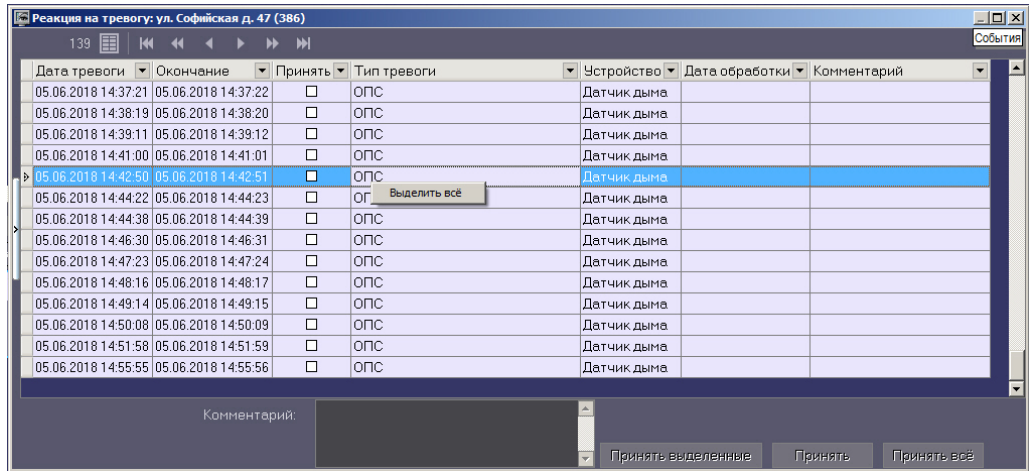 Реакция на тревогу: ул. Софийская д. 47 (386)
139
События
Дата тревоги Окончание Принять Тип тревоги Устройство Дата обработки Комментарий
05.06.2018 14:37:21 05.06.2018 14:37:22 ОПС Датчик дыма
05.06.2018 14:38:19 05.06.2018 14:38:20 ОПС Датчик дыма
05.06.2018 14:39:11 05.06.2018 14:39:12 ОПС Датчик дыма
05.06.2018 14:41:00 05.06.2018 14:41:01 ОПС Датчик дыма
05.06.2018 14:42:50 05.06.2018 14:42:51 ОПС Датчик дыма
Выделить всё
05.06.2018 14:44:22 05.06.2018 14:44:23 ОГ Датчик дыма
05.06.2018 14:44:38 05.06.2018 14:44:39 ОПС Датчик дыма
05.06.2018 14:46:30 05.06.2018 14:46:31 ОПС Датчик дыма
05.06.2018 14:47:23 05.06.2018 14:47:24 ОПС Датчик дыма
05.06.2018 14:48:16 05.06.2018 14:48:17 ОПС Датчик дыма
05.06.2018 14:49:14 05.06.2018 14:49:15 ОПС Датчик дыма
05.06.2018 14:50:08 05.06.2018 14:50:09 ОПС Датчик дыма
05.06.2018 14:51:58 05.06.2018 14:51:59 ОПС Датчик дыма
05.06.2018 14:55:55 05.06.2018 14:55:56 ОПС Датчик дыма
Комментарий:
Принять выделенные Принять Принять всё